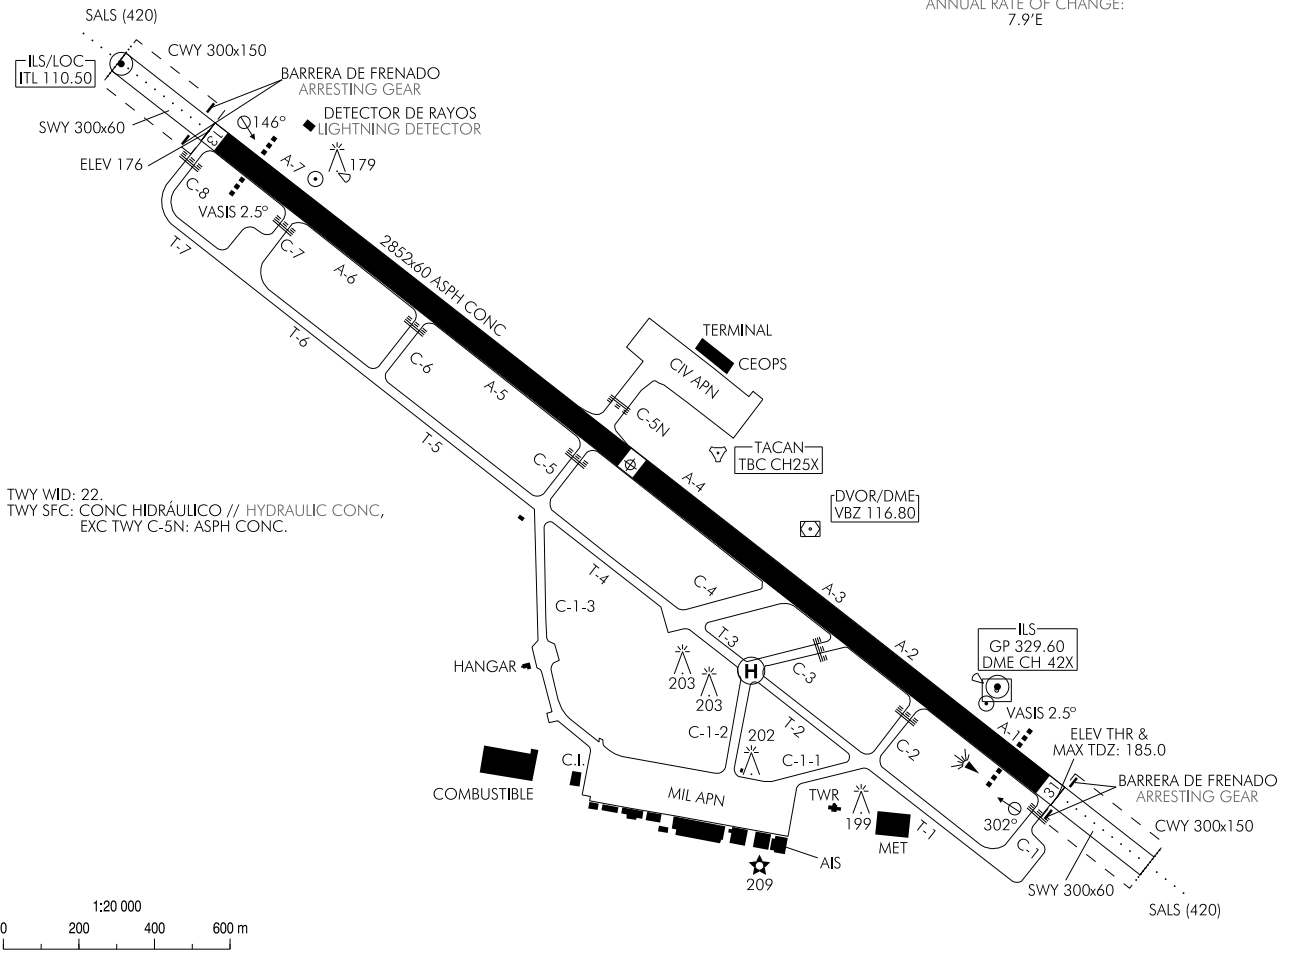 ANNUAL RATE OF CHANGE:
7.9'E
SALS (420)
CWY 300x150
ILS/LOC
ITL 110.50
BARRERA DE FRENADO
ARRESTING GEAR
SWY 300x60
146º
DETECTOR DE RAYOS
LIGHTNING DETECTOR
ELEV 176
13
A-7
179
C-8
VASIS 2.5º
T-7
C-7
A-6
2852x60 ASPH CONC
T-6
C-6
A-5
TERMINAL
CEOPS
CIV APN
C-5N
T-5
C-5
TACAN
TBC CH25X
A-4
TWY WID: 22.
TWY SFC: CONC HIDRÁULICO // HYDRAULIC CONC,
EXC TWY C-5N: ASPH CONC.
DVOR/DME
VBZ 116.80
T-4
C-4
A-3
C-1-3
T-3
A-2
ILS
GP 329.60
DME CH 42X
HANGAR
203
203
H
C-3
VASIS 2.5º
A-1
ELEV THR &
MAX TDZ: 185.0
C-1-2
T-2
202
C-1-1
C-2
C.I.
COMBUSTIBLE
MIL APN
TWR
199
MET
T-1
302º
31
BARRERA DE FRENADO
ARRESTING GEAR
CWY 300x150
C-1
AIS
209
SWY 300x60
SALS (420)
1:20 000
0 200 400 600 m